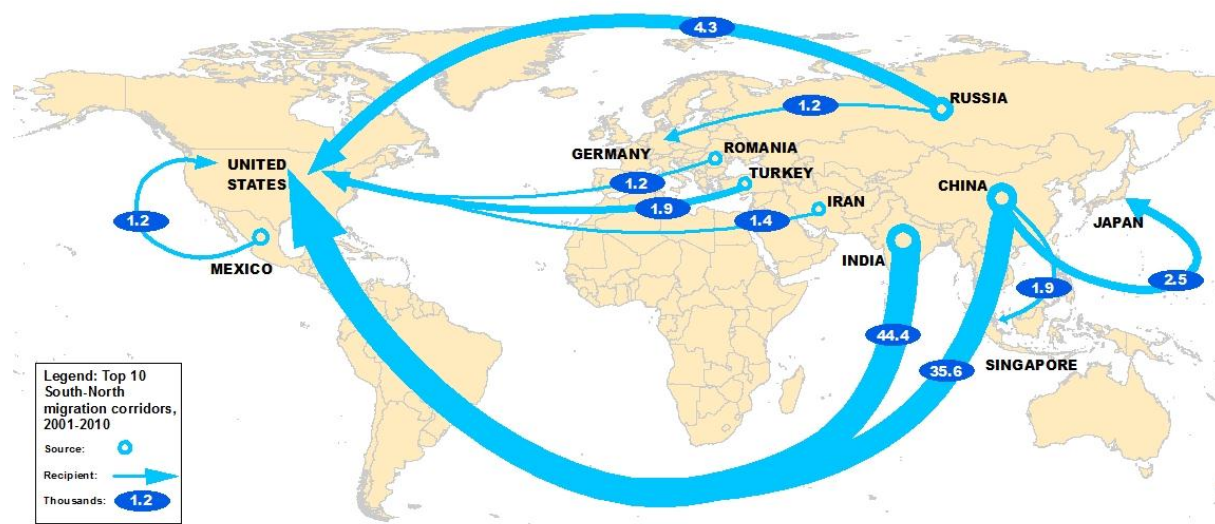 4.3
RUSSIA
1.2
GERMANY
ROMANIA
UNITED
STATES
1.2
TURKEY
CHINA
1.9
IRAN
1.4
JAPAN
1.2
MEXICO
INDIA
2.5
1.9
44.4
35.6
SINGAPORE
Legend: Top 10
South-North
migration corridors,
2001-2010
Source:
Recipient:
Thousands: 1.2